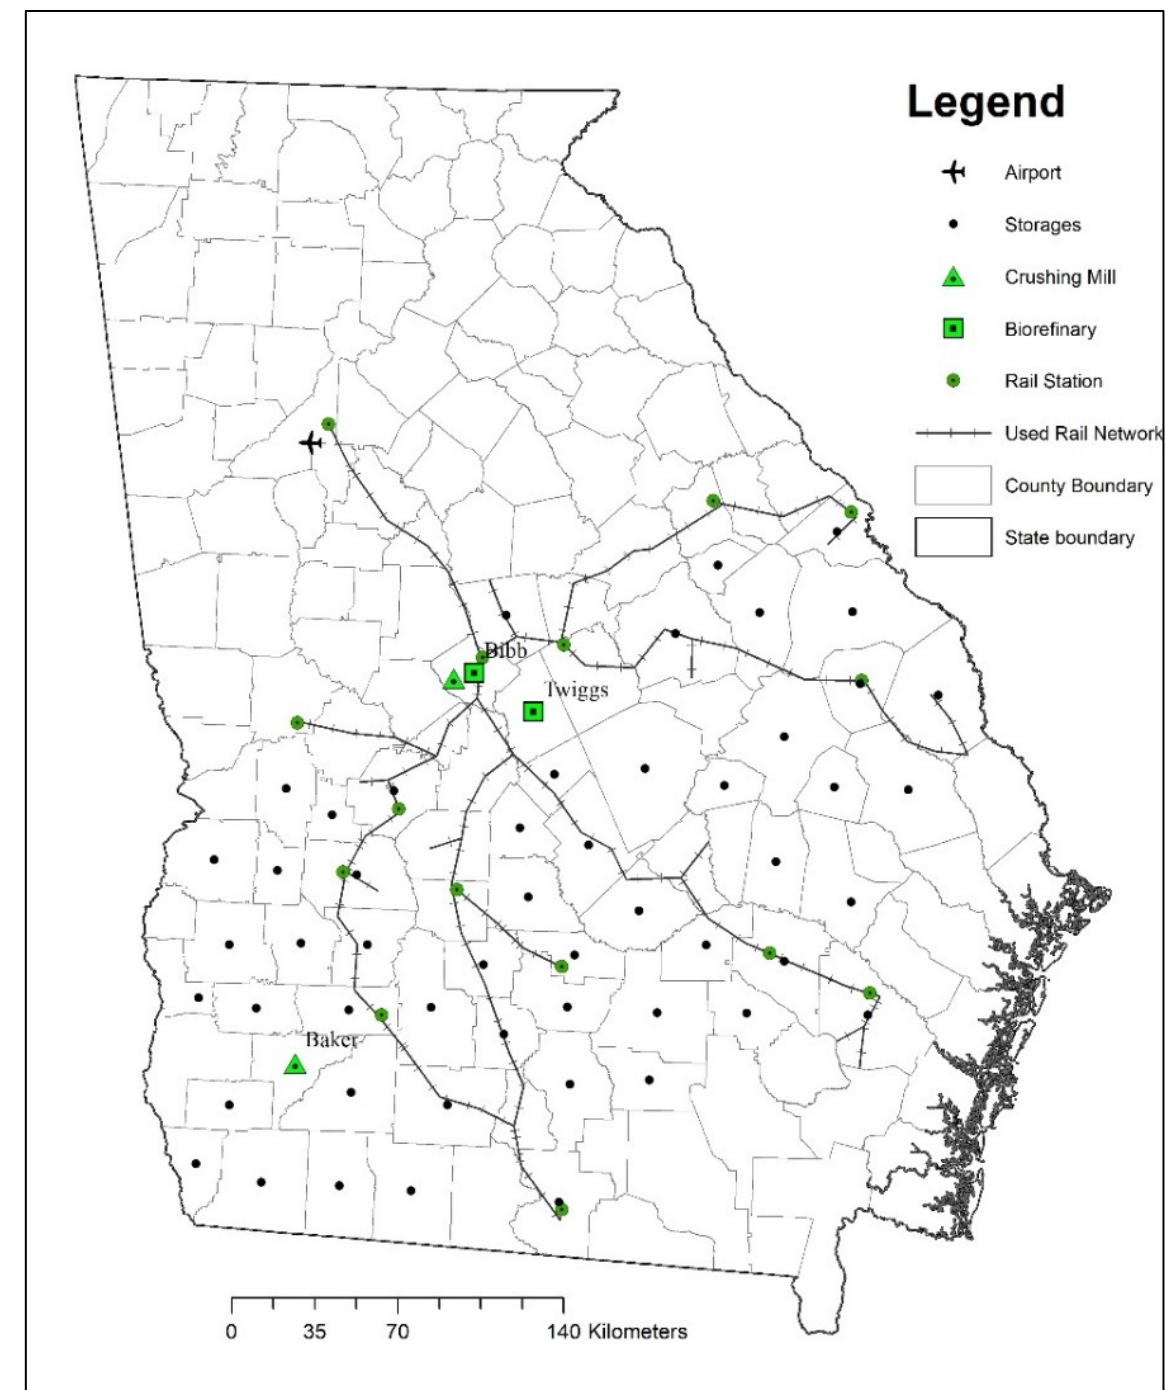 Legend
Airport
Storages
Crushing Mill
Biorefinary
Rail Station
Used Rail Network
County Boundary
State boundary
Bibb
Twiggs
Baker
0 35 70 140 Kilometers